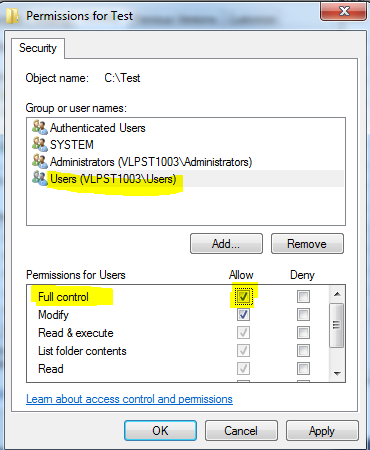 Permissions for Test
Security
Object name: C:\Test
Group or user names:
Authenticated Users
SYSTEM
Administrators (VLPST1003\Administrators)
Users (VLPST1003\Users)
Add... Remove
Permissions for Users Allow Deny
Full control
Modify
Read & execute
List folder contents
Read
Learn about access control and permissions
OK Cancel Apply